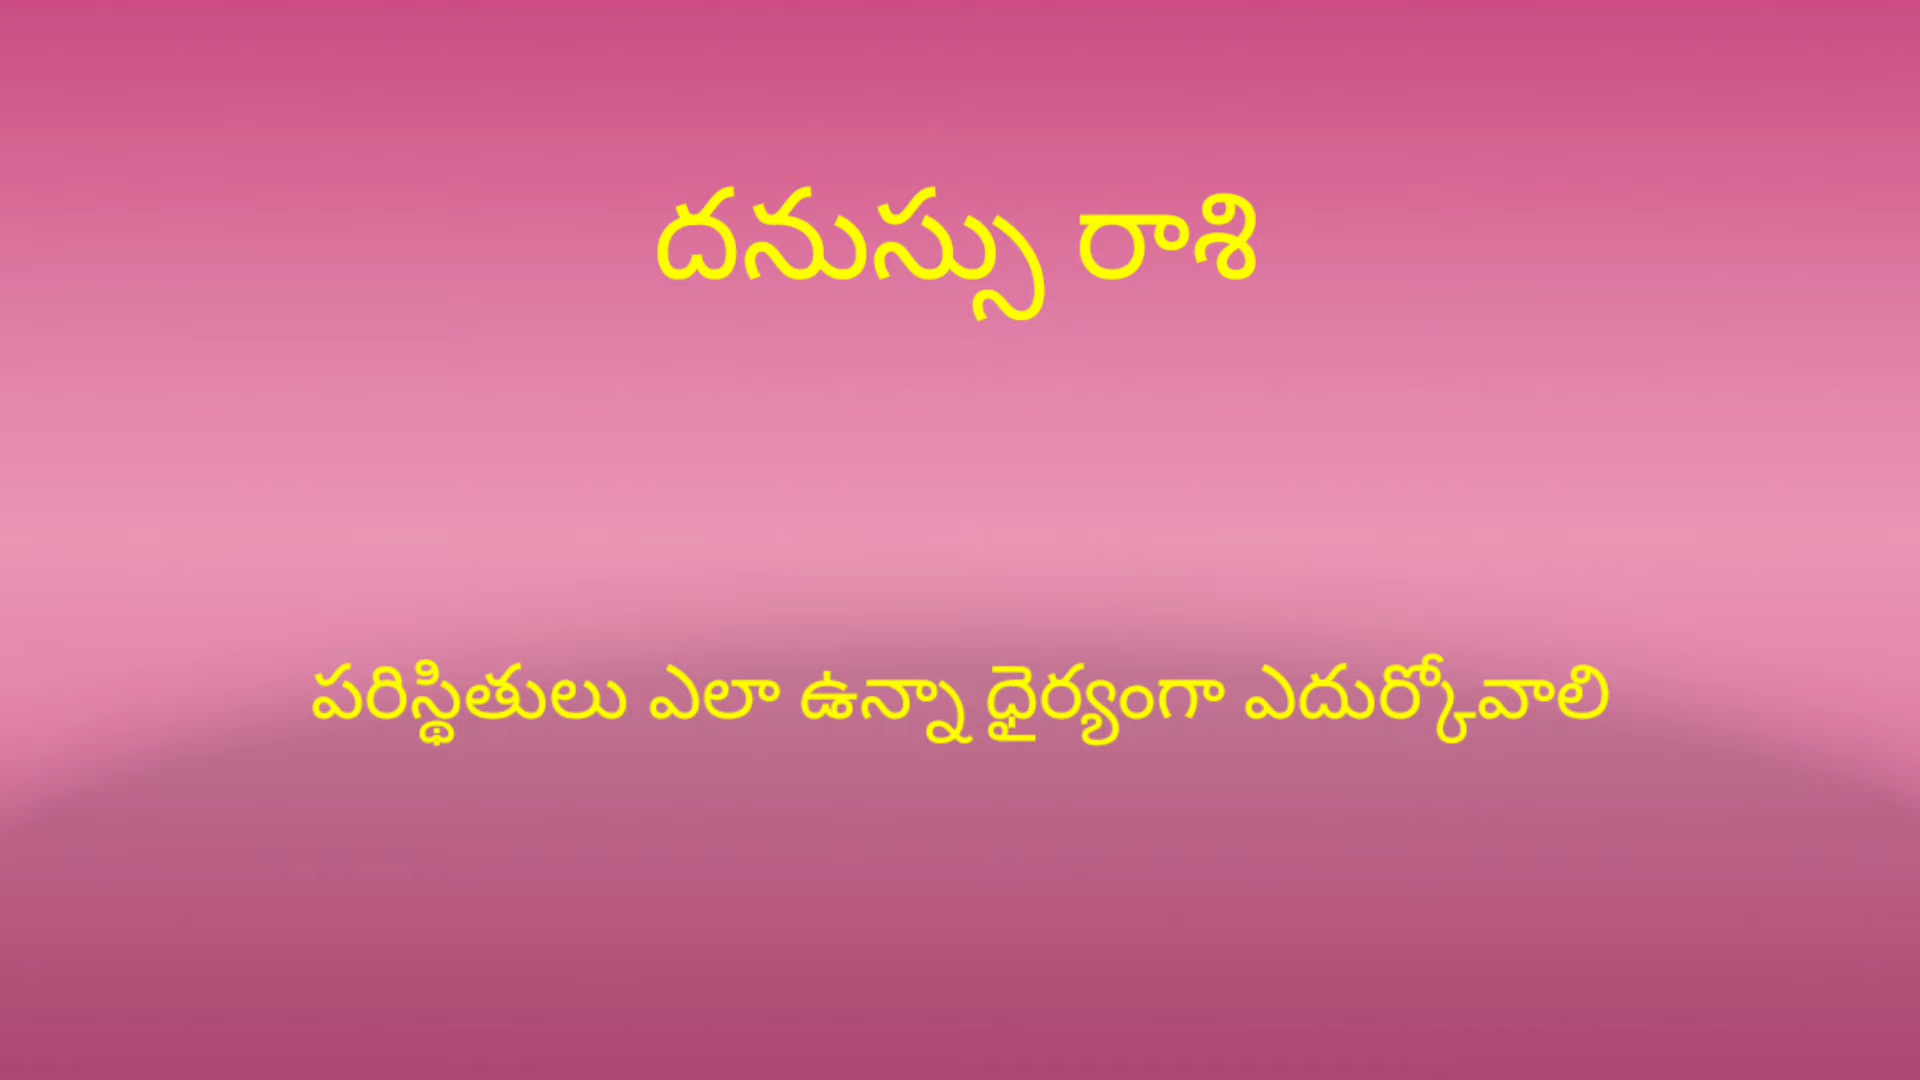 దనుస్సు రాశి
పరిస్థితులు ఎలా ఉన్నా ధైర్యంగా ఎదుర్కోవాలి